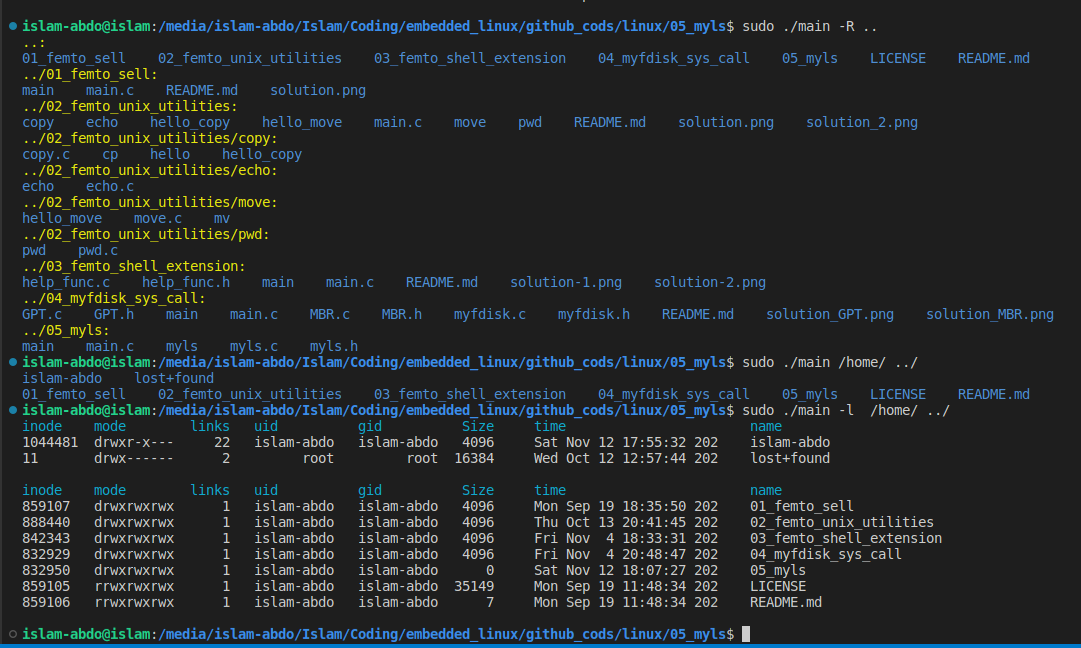 islam-abdo@islam:/media/islam-abdo/Islam/Coding/embedded_linux/github_cods/linux/05_myls$ sudo ./main -R ..
..:
01_femto_sell    02_femto_unix_utilities    03_femto_shell_extension    04_myfdisk_sys_call    05_myls    LICENSE    README.md
../01_femto_sell:
main    main.c    README.md    solution.png
../02_femto_unix_utilities:
copy    echo    hello_copy    hello_move    main.c    move    pwd    README.md    solution.png    solution_2.png
../02_femto_unix_utilities/copy:
copy.c    cp    hello    hello_copy
../02_femto_unix_utilities/echo:
echo    echo.c
../02_femto_unix_utilities/move:
hello_move    move.c    mv
../02_femto_unix_utilities/pwd:
pwd    pwd.c
../03_femto_shell_extension:
help_func.c    help_func.h    main    main.c    README.md    solution-1.png    solution-2.png
../04_myfdisk_sys_call:
GPT.c    GPT.h    main    main.c    MBR.c    MBR.h    myfdisk.c    myfdisk.h    README.md    solution_GPT.png    solution_MBR.png
../05_myls:
main    main.c    myls    myls.c    myls.h
islam-abdo@islam:/media/islam-abdo/Islam/Coding/embedded_linux/github_cods/linux/05_myls$ sudo ./main /home/ ../
islam-abdo    lost+found
01_femto_sell    02_femto_unix_utilities    03_femto_shell_extension    04_myfdisk_sys_call    05_myls    LICENSE    README.md
islam-abdo@islam:/media/islam-abdo/Islam/Coding/embedded_linux/github_cods/linux/05_myls$ sudo ./main -l  /home/ ../
inode    mode        links   uid          gid          Size     time                       name
1044481  drwxr-x---     22   islam-abdo   islam-abdo   4096     Sat Nov 12 17:55:32 202    islam-abdo
11       drwx------      2         root         root  16384     Wed Oct 12 12:57:44 202    lost+found
inode    mode        links   uid          gid          Size     time                       name
859107   drwxrwxrwx      1   islam-abdo   islam-abdo   4096     Mon Sep 19 18:35:50 202    01_femto_sell
888440   drwxrwxrwx      1   islam-abdo   islam-abdo   4096     Thu Oct 13 20:41:45 202    02_femto_unix_utilities
842343   drwxrwxrwx      1   islam-abdo   islam-abdo   4096     Fri Nov  4 18:33:31 202    03_femto_shell_extension
832929   drwxrwxrwx      1   islam-abdo   islam-abdo   4096     Fri Nov  4 20:48:47 202    04_myfdisk_sys_call
832950   drwxrwxrwx      1   islam-abdo   islam-abdo      0     Sat Nov 12 18:07:27 202    05_myls
859105   rrwxrwxrwx      1   islam-abdo   islam-abdo  35149     Mon Sep 19 11:48:34 202    LICENSE
859106   rrwxrwxrwx      1   islam-abdo   islam-abdo      7     Mon Sep 19 11:48:34 202    README.md
islam-abdo@islam:/media/islam-abdo/Islam/Coding/embedded_linux/github_cods/linux/05_myls$